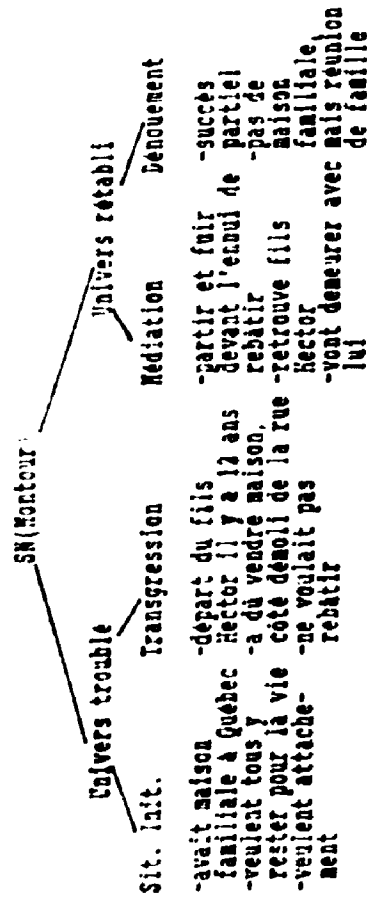 SN(Montour)
Univers trouble
Univers rétabli
Sit. Init.
Transgression
Médiation
Dénouement
-avait maison
familiale à Québec
-veulent tous y
rester pour la vie
-veulent attache-
ment
-départ du fils
Hector il y a 12 ans
-a dû vendre maison,
côté démoli de la rue
-ne voulait pas
rebâtir
-partir et fuir
devant l'ennui de
rebâtir
-retrouve fils
Hector
-vont demeurer avec
lui
-succès
partiel
-pas de
maison
familiale,
mais réunion
de famille